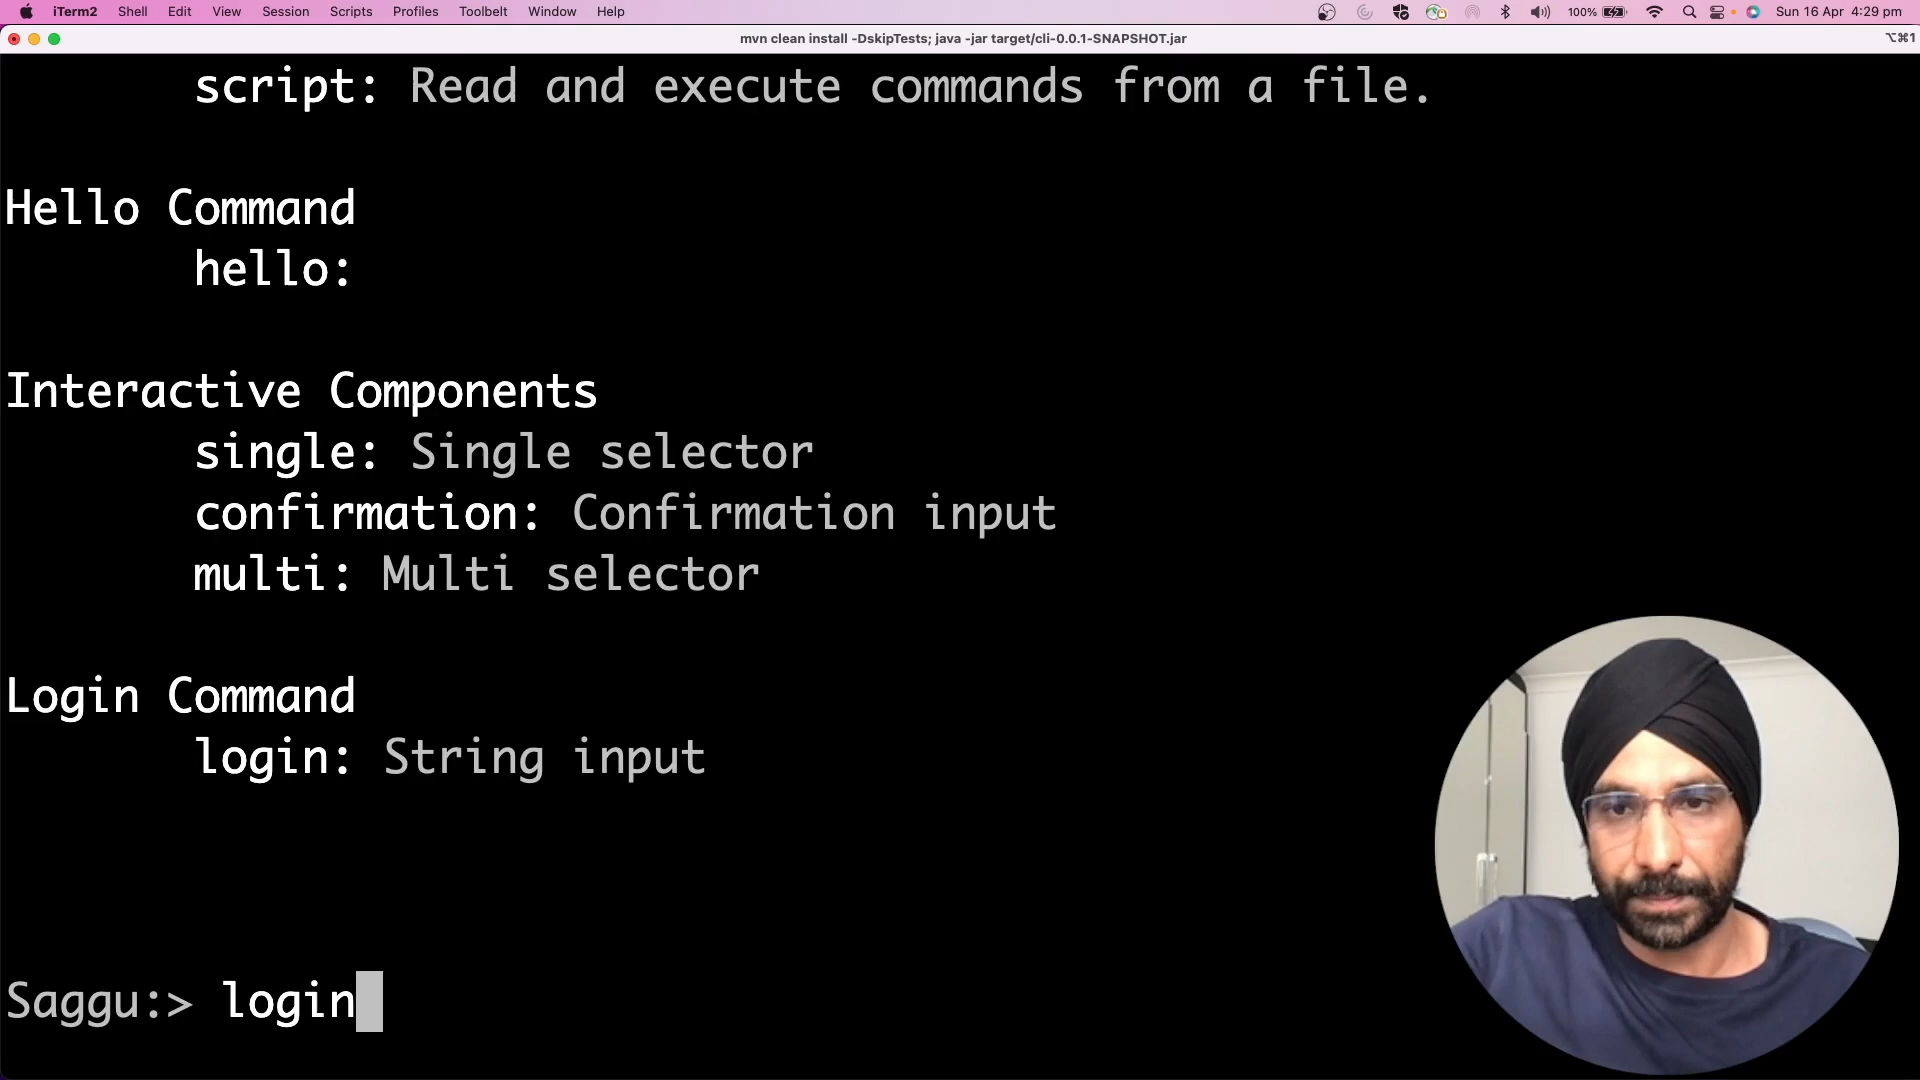 iTerm2 Shell Edit View Session Scripts Profiles Toolbelt Window Help 100% Sun 16 Apr 4:29 pm
mvn clean install -DskipTests; java -jar target/cli-0.0.1-SNAPSHOT.jar ⌥⌘1
script: Read and execute commands from a file.
Hello Command
hello:
Interactive Components
single: Single selector
confirmation: Confirmation input
multi: Multi selector
Login Command
login: String input
Saggu:> login